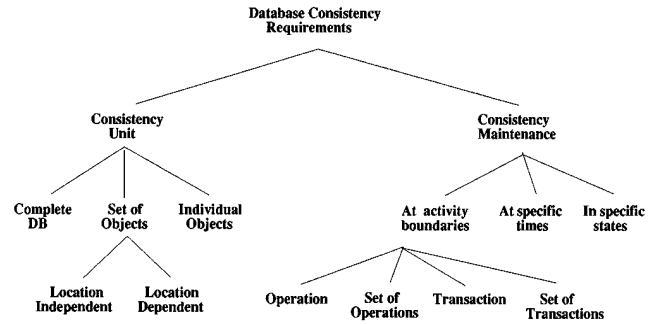 Database Consistency
Requirements
Consistency
Unit
Consistency
Maintenance
Complete
DB
Set of
Objects
Individual
Objects
At activity
boundaries
At specific
times
In specific
states
Location
Independent
Location
Dependent
Operation
Set of
Operations
Transaction
Set of
Transactions